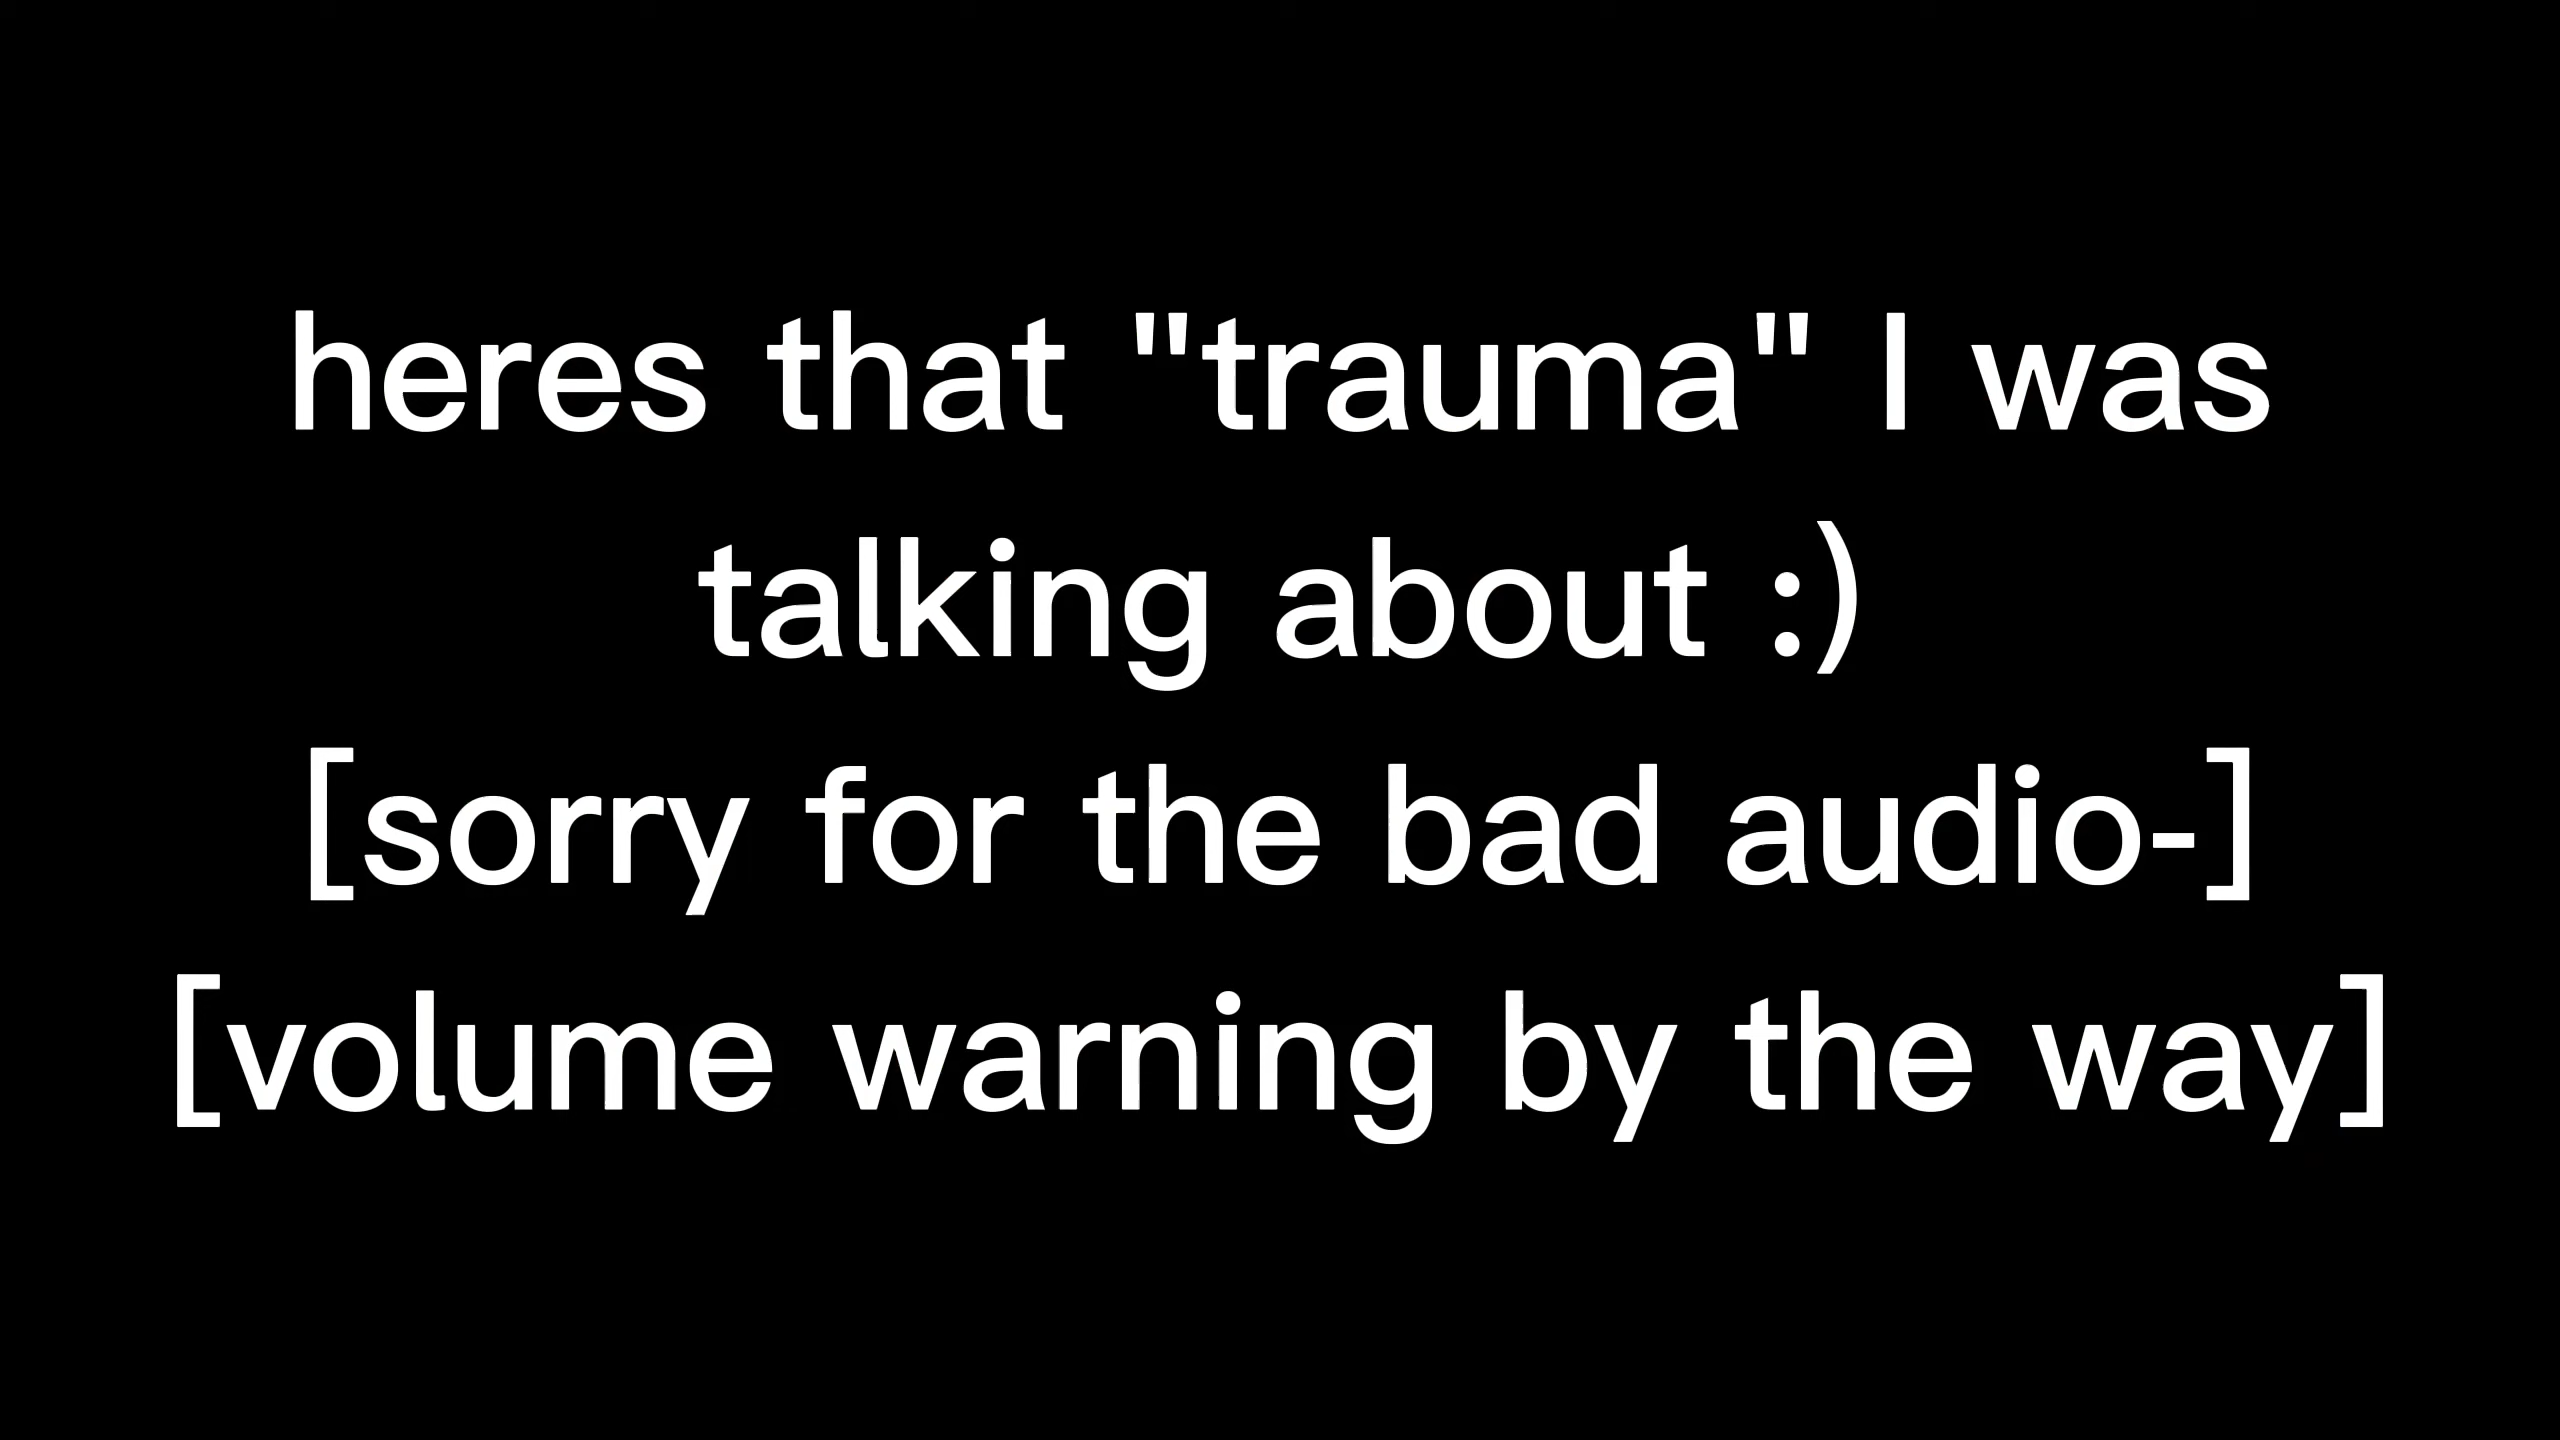 heres that "trauma" I was
talking about :)
[sorry for the bad audio-]
[volume warning by the way]